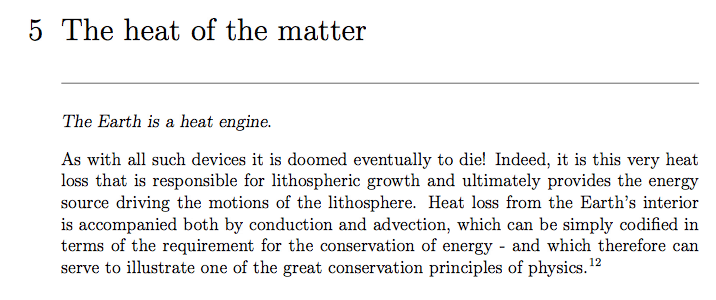 5 The heat of the matter
The Earth is a heat engine.
As with all such devices it is doomed eventually to die! Indeed, it is this very heat
loss that is responsible for lithospheric growth and ultimately provides the energy
source driving the motions of the lithosphere. Heat loss from the Earth's interior
is accompanied both by conduction and advection, which can be simply codified in
terms of the requirement for the conservation of energy - and which therefore can
serve to illustrate one of the great conservation principles of physics.12